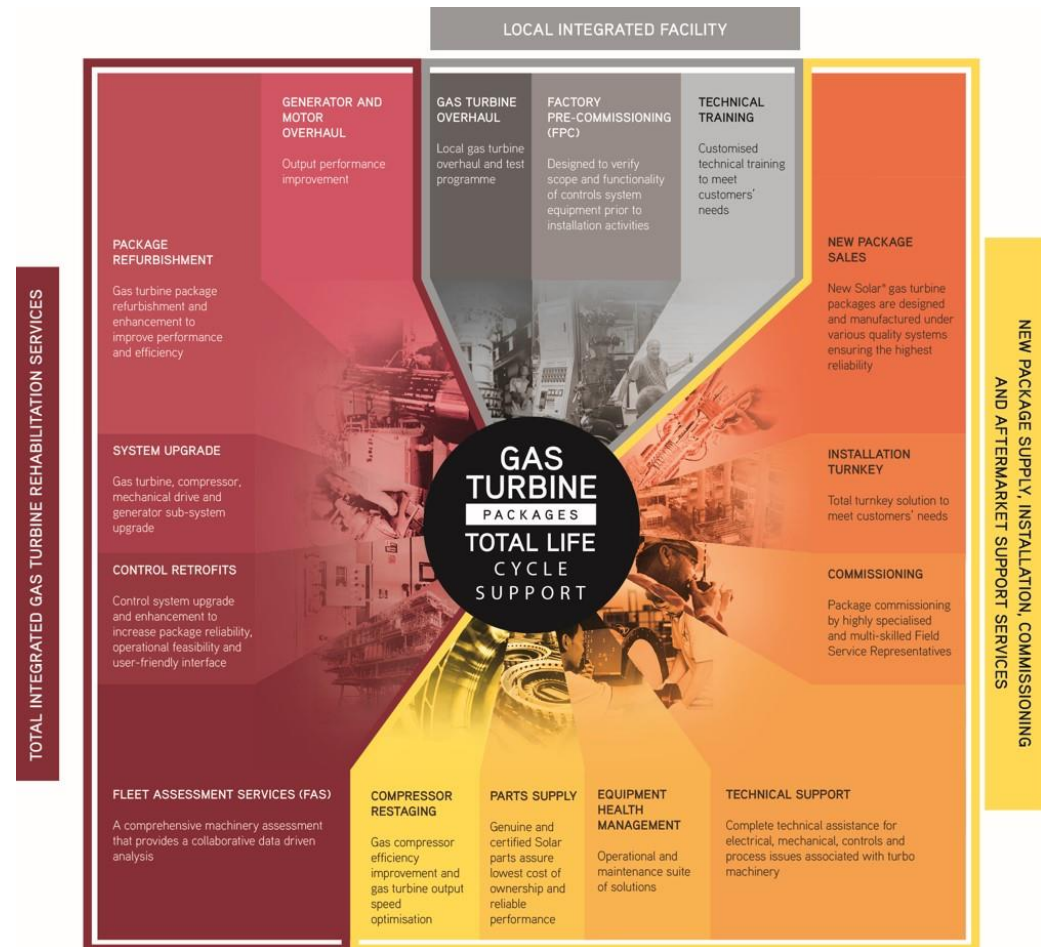 LOCAL INTEGRATED FACILITY
GENERATOR AND
MOTOR
OVERHAUL
Output performance
improvement
GAS TURBINE
OVERHAUL
Local gas turbine
overhaul and test
programme
FACTORY
PRE-COMMISSIONING
(FPC)
Designed to verify
scope and functionality
of controls system
equipment prior to
installation activities
TECHNICAL
TRAINING
Customised
technical training
to meet
customers'
needs
TOTAL INTEGRATED GAS TURBINE REHABILITATION SERVICES
PACKAGE
REFURBISHMENT
Gas turbine package
refurbishment and
enhancement to
improve performance
and efficiency
SYSTEM UPGRADE
Gas turbine, compressor,
mechanical drive and
generator sub-system
upgrade
CONTROL RETROFITS
Control system upgrade
and enhancement to
increase package reliability,
operational feasibility and
user-friendly interface
GAS
TURBINE
PACKAGES
TOTAL LIFE
CYCLE
SUPPORT
NEW PACKAGE
SALES
New Solar* gas turbine
packages are designed
and manufactured under
various quality systems
ensuring the highest
reliability
INSTALLATION
TURNKEY
Total turnkey solution to
meet customers' needs
COMMISSIONING
Package commissioning
by highly specialised
and multi-skilled Field
Service Representatives
NEW PACKAGE SUPPLY, INSTALLATION, COMMISSIONING
AND AFTERMARKET SUPPORT SERVICES
FLEET ASSESSMENT SERVICES (FAS)
A comprehensive machinery assessment
that provides a collaborative data driven
analysis
COMPRESSOR
RESTAGING
Gas compressor
efficiency
improvement and
gas turbine output
speed
optimisation
PARTS SUPPLY
Genuine and
certified Solar
parts assure
lowest cost of
ownership and
reliable
performance
EQUIPMENT
HEALTH
MANAGEMENT
Operational and
maintenance suite
of solutions
TECHNICAL SUPPORT
Complete technical assistance for
electrical, mechanical, controls and
process issues associated with turbo
machinery